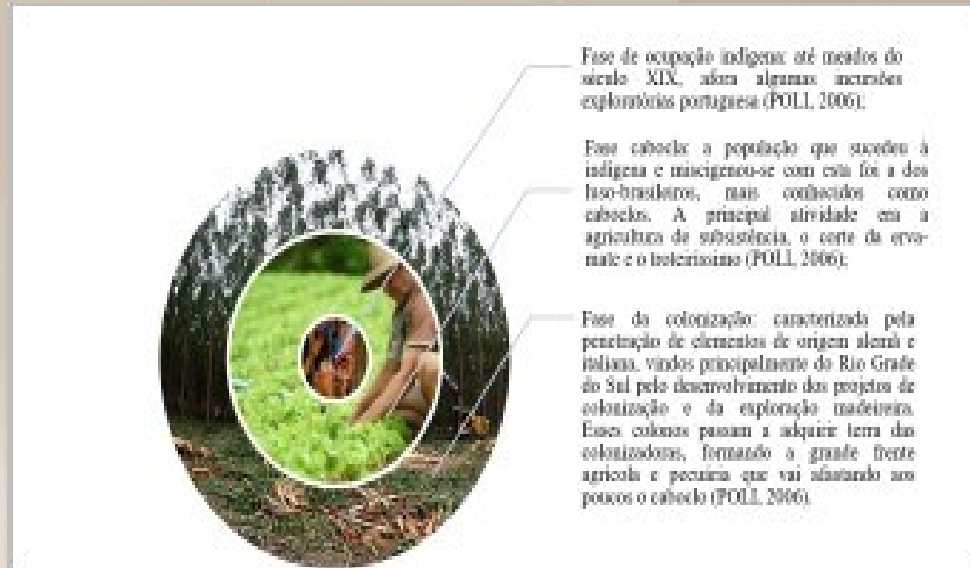 Fase de ocupação indígena: até meados do
século XIX, afora algumas incursões
exploratórias portuguesa (POLI, 2006);
Fase cabocla: a população que sucedeu à
indígena e miscigenou-se com esta foi a dos
luso-brasileiros, mais conhecidos como
caboclos. A principal atividade era a
agricultura de subsistência, o corte da erva-
mate e o (POLI, 2006);
Fase da colonização: caracterizada pela
penetração de elementos de origem alemã e
italiana, vindos principalmente do Rio Grade
do Sul pelo desenvolvimento dos projetos de
colonização e da exploração madeireira.
Esses colonos passam a adquirir terra das
colonizadoras, formando a grande frente
agrícola e pecuária que vai afastando aos
poucos o caboclo (POLI, 2006).